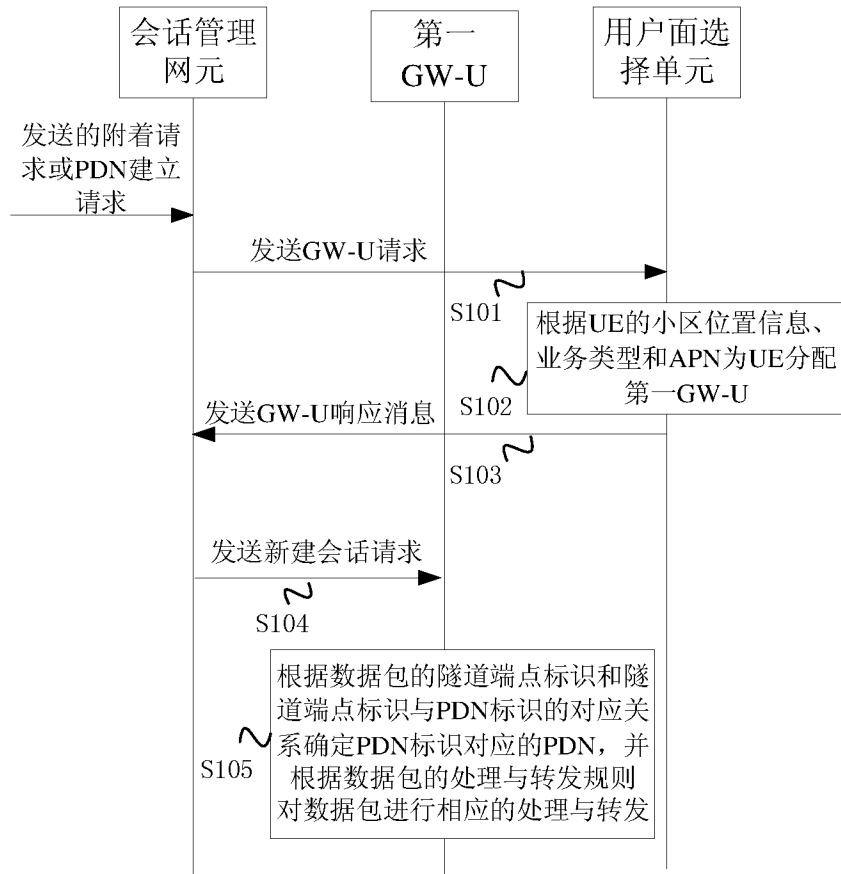 会话管理
网元
第一
GW-U
用户面选
择单元
发送的附着请
求或PDN建立
请求
发送GW-U请求
S101
根据UE的小区位置信息、
业务类型和APN为UE分配
第一GW-U
S102
发送GW-U响应消息
S103
发送新建会话请求
S104
根据数据包的隧道端点标识和隧
道端点标识与PDN标识的对应关
系确定PDN标识对应的PDN，并
根据数据包的处理与转发规则
对数据包进行相应的处理与转发
S105